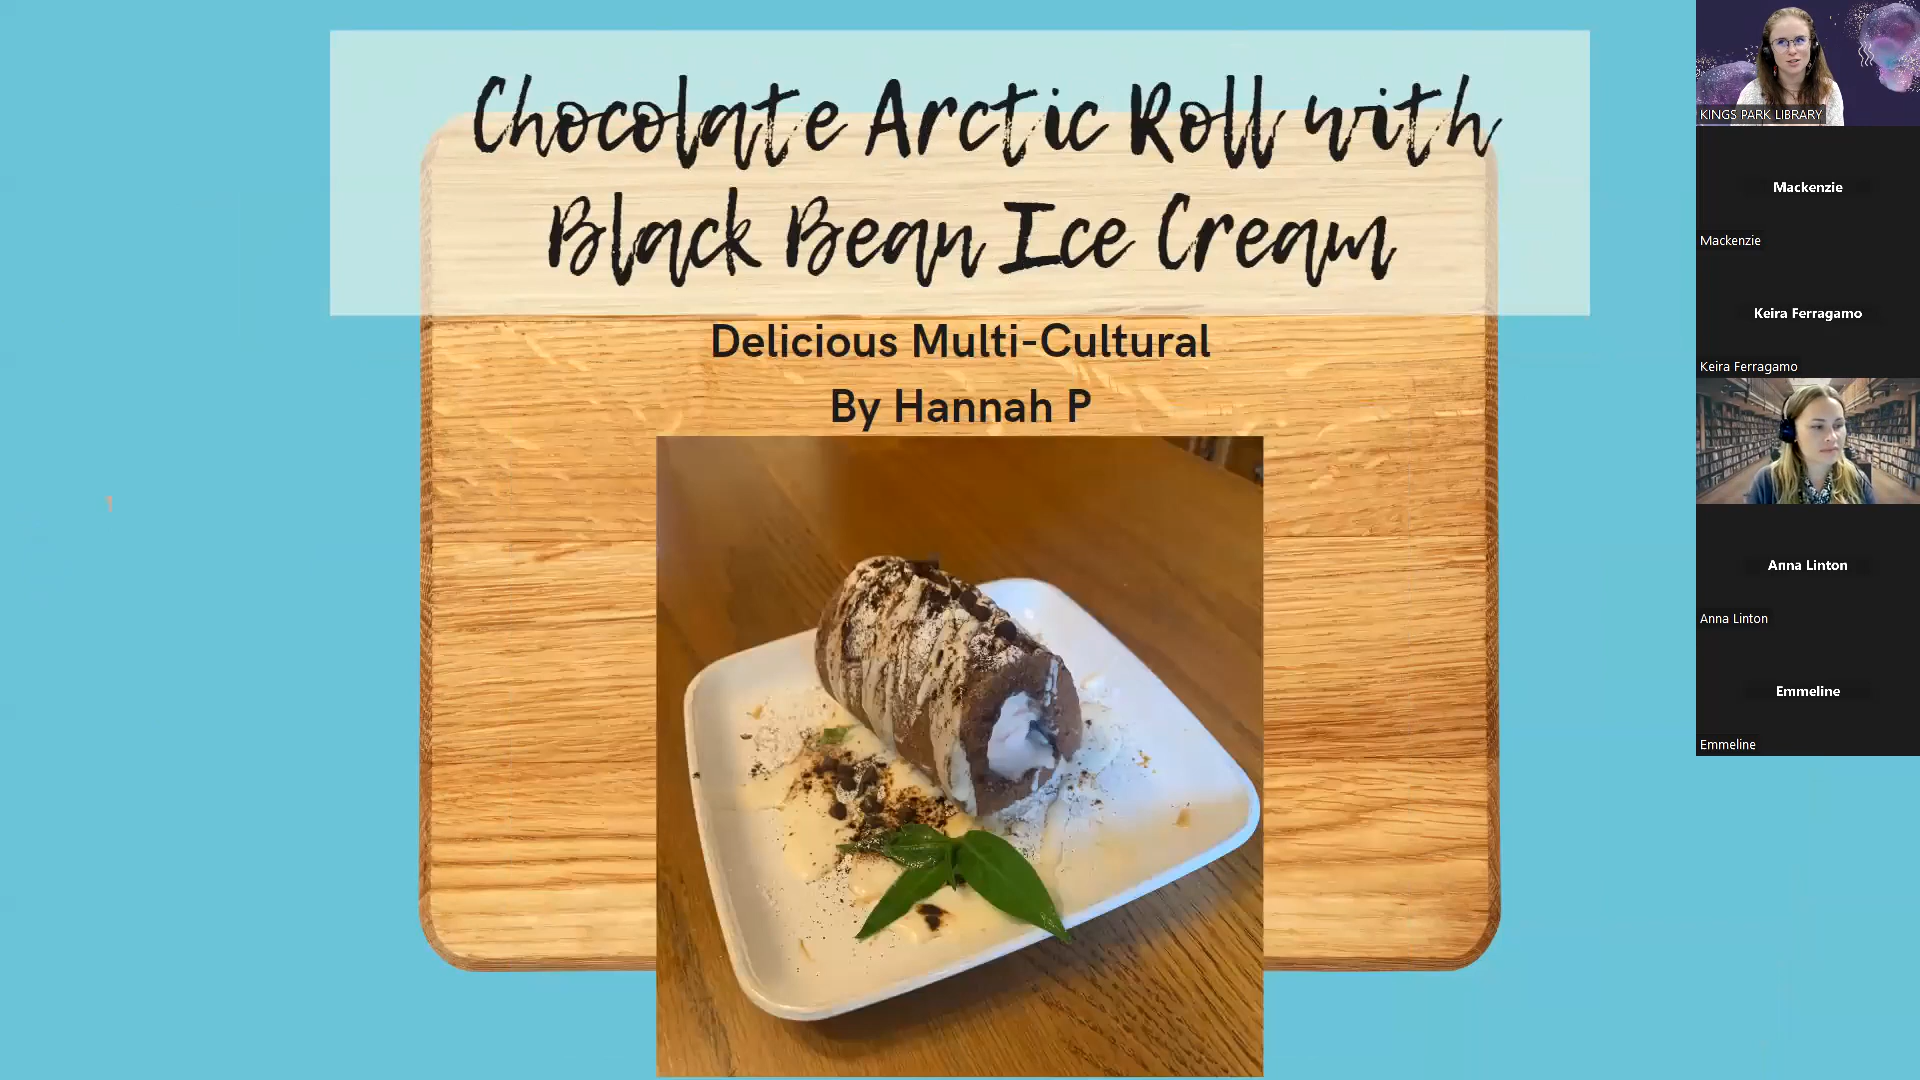 Chocolate Arctic Roll with
Black Bean Ice Cream
Delicious Multi-Cultural
By Hannah P
1
KINGS PARK LIBRARY
Mackenzie
Mackenzie
Keira Ferragamo
Keira Ferragamo
Anna Linton
Anna Linton
Emmeline
Emmeline